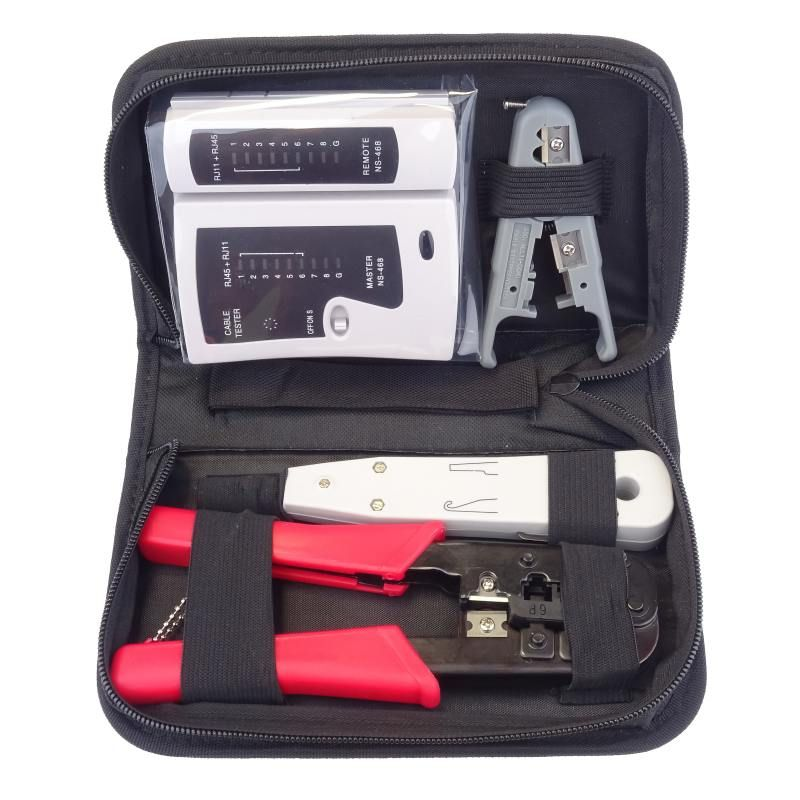 RJ11 + RJ45
1 2 3 4 5 6 7 8 G
REMOTE
NS-468
RJ45 + RJ11
1 2 3 4 5 6 7 8 G
MASTER
NS-468
CABLE
TESTER
OFF ON S
6P